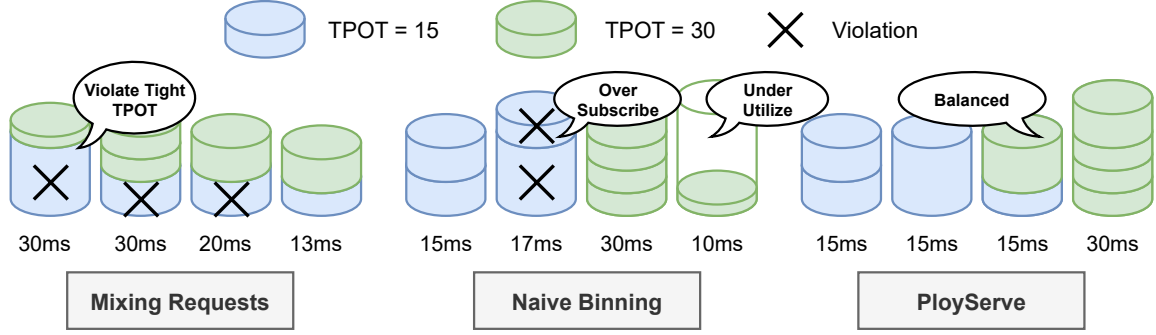 TPOT = 15 TPOT = 30 Violation
Violate Tight
TPOT
Over
Subscribe
Under
Utilize
Balanced
30ms 30ms 20ms 13ms 15ms 17ms 30ms 10ms 15ms 15ms 15ms 30ms
Mixing Requests Naive Binning PloyServe